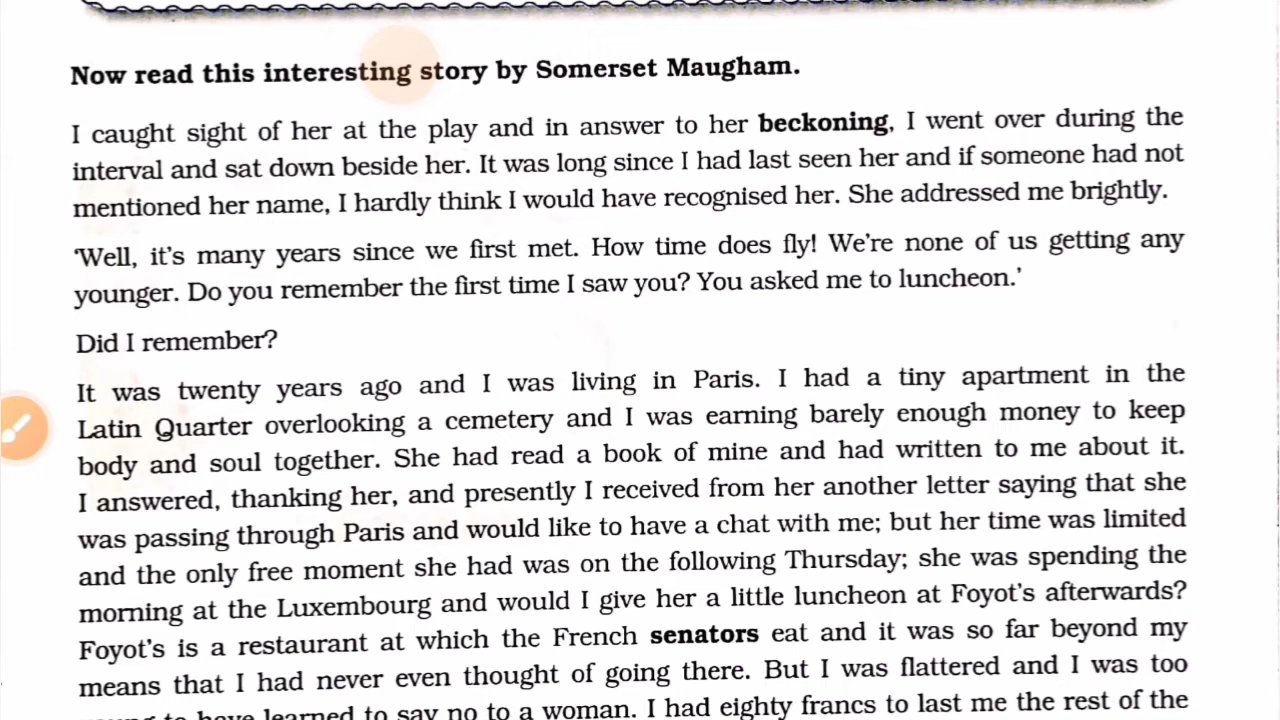 Now read this interesting story by Somerset Maugham.
I caught sight of her at the play and in answer to her beckoning, I went over during the
interval and sat down beside her. It was long since I had last seen her and if someone had not
mentioned her name, I hardly think I would have recognised her. She addressed me brightly.
‘Well, it’s many years since we first met. How time does fly! We’re none of us getting any
younger. Do you remember the first time I saw you? You asked me to luncheon.’
Did I remember?
It was twenty years ago and I was living in Paris. I had a tiny apartment in the
Latin Quarter overlooking a cemetery and I was earning barely enough money to keep
body and soul together. She had read a book of mine and had written to me about it.
I answered, thanking her, and presently I received from her another letter saying that she
was passing through Paris and would like to have a chat with me; but her time was limited
and the only free moment she had was on the following Thursday; she was spending the
morning at the Luxembourg and would I give her a little luncheon at Foyot’s afterwards?
Foyot’s is a restaurant at which the French senators eat and it was so far beyond my
means that I had never even thought of going there. But I was flattered and I was too
to have learned to say no to a woman. I had eighty francs to last me the rest of the